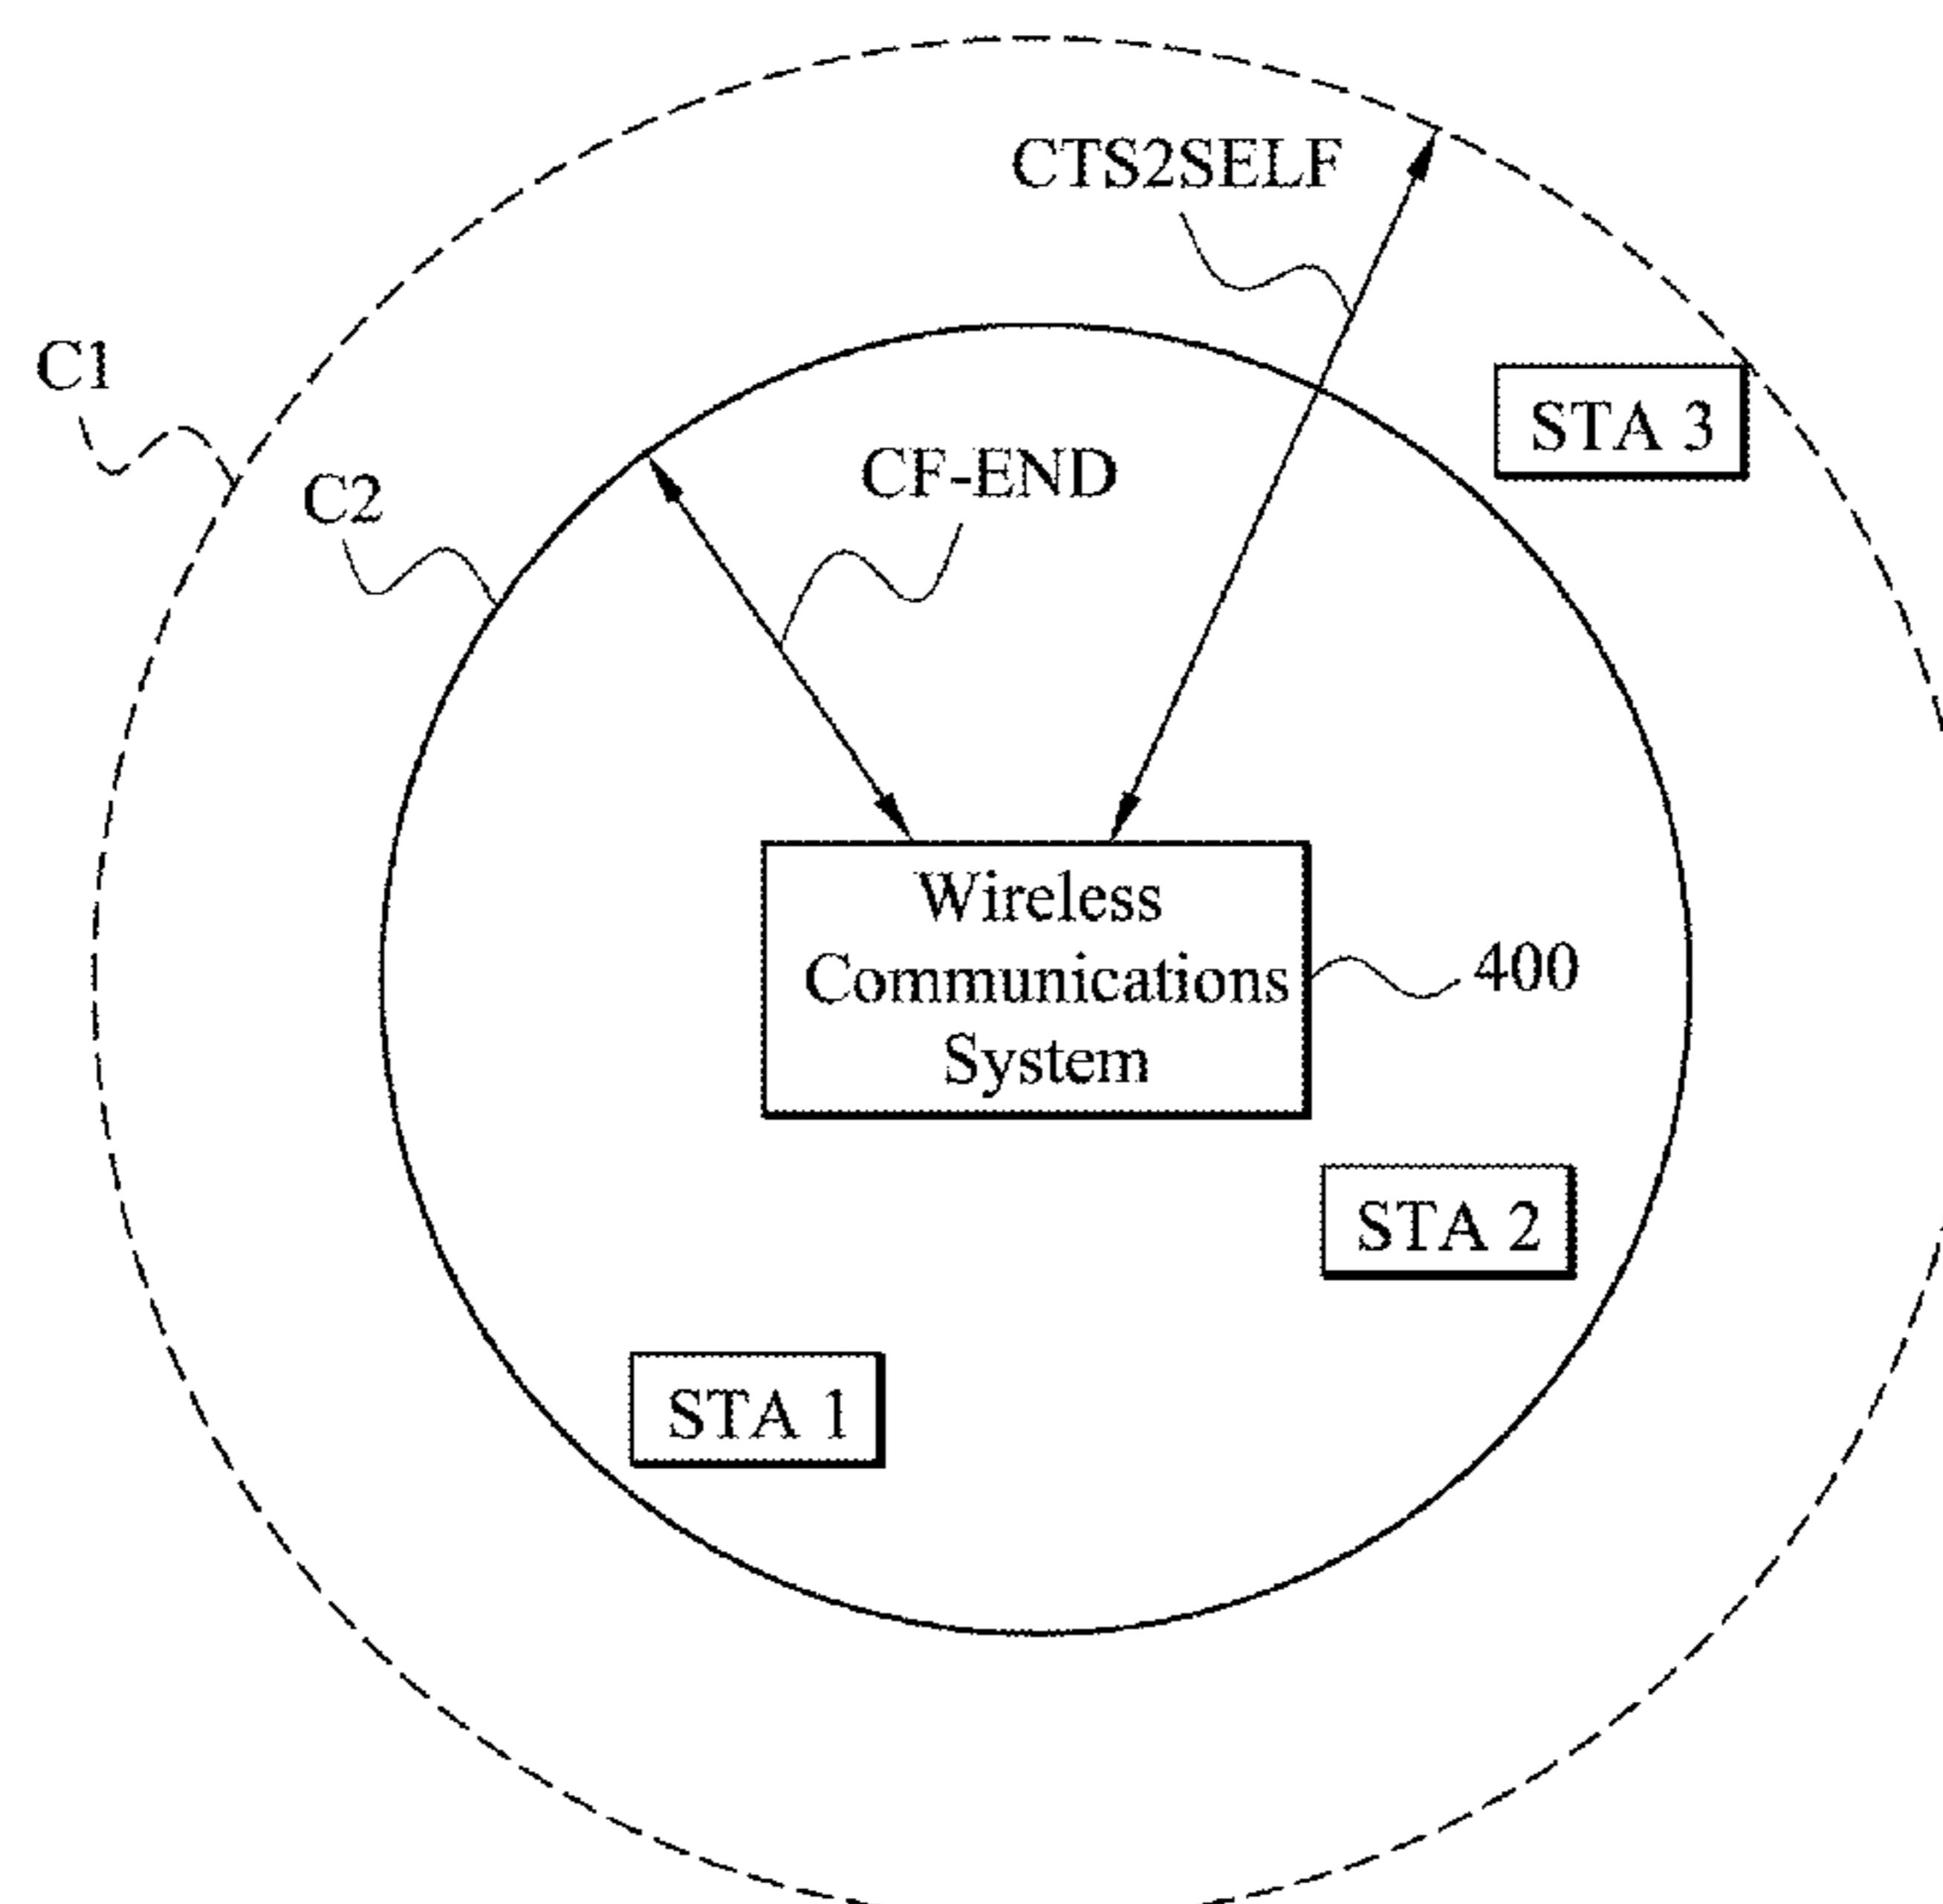 CTS2SELF
C1
STA 3
CF-END
C2
Wireless
Communications
System
400
STA 2
STA 1